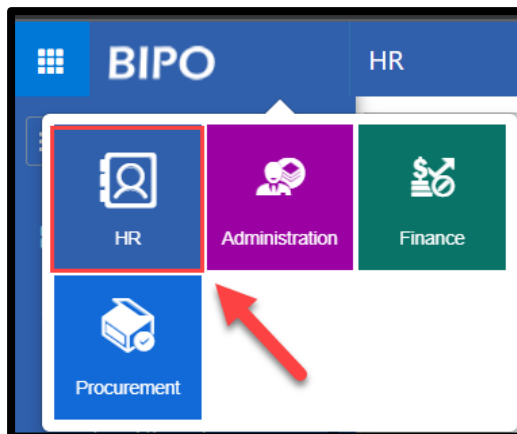 BIPO
HR
HR
Administration
Finance
Procurement